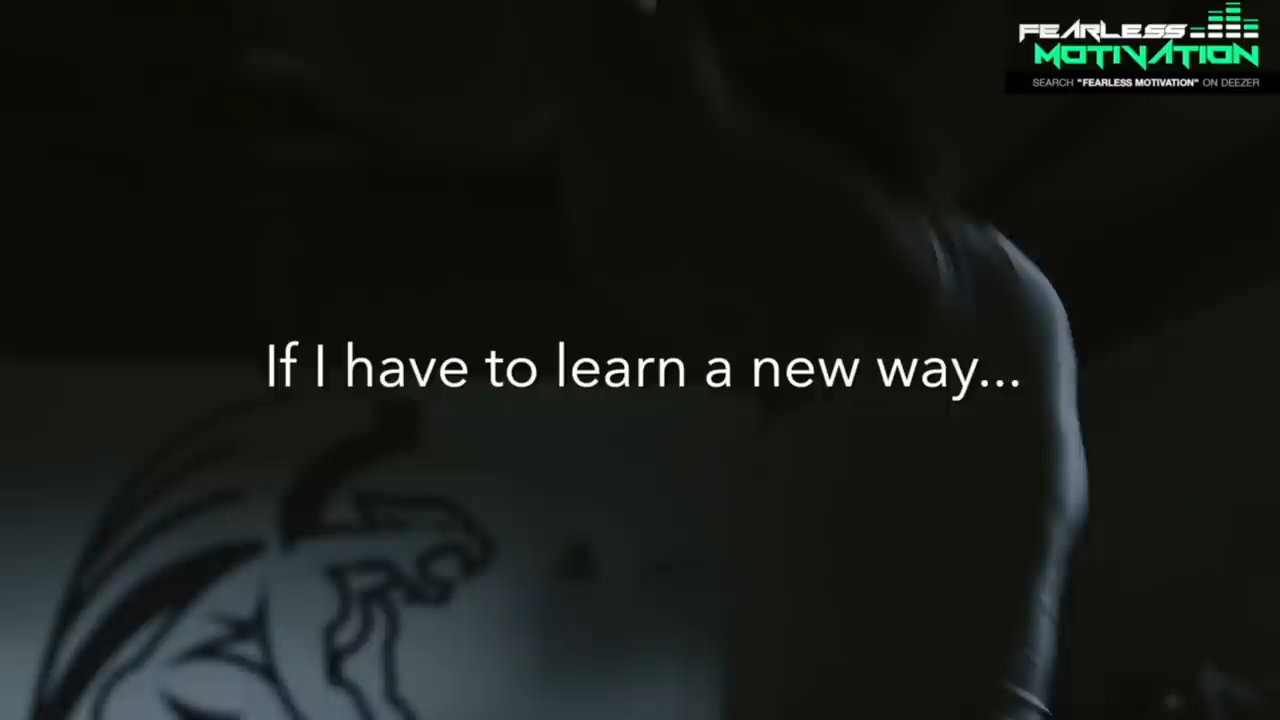 FEARLESS
MOTIVATION
SEARCH "FEARLESS MOTIVATION" ON DEEZER
If I have to learn a new way...